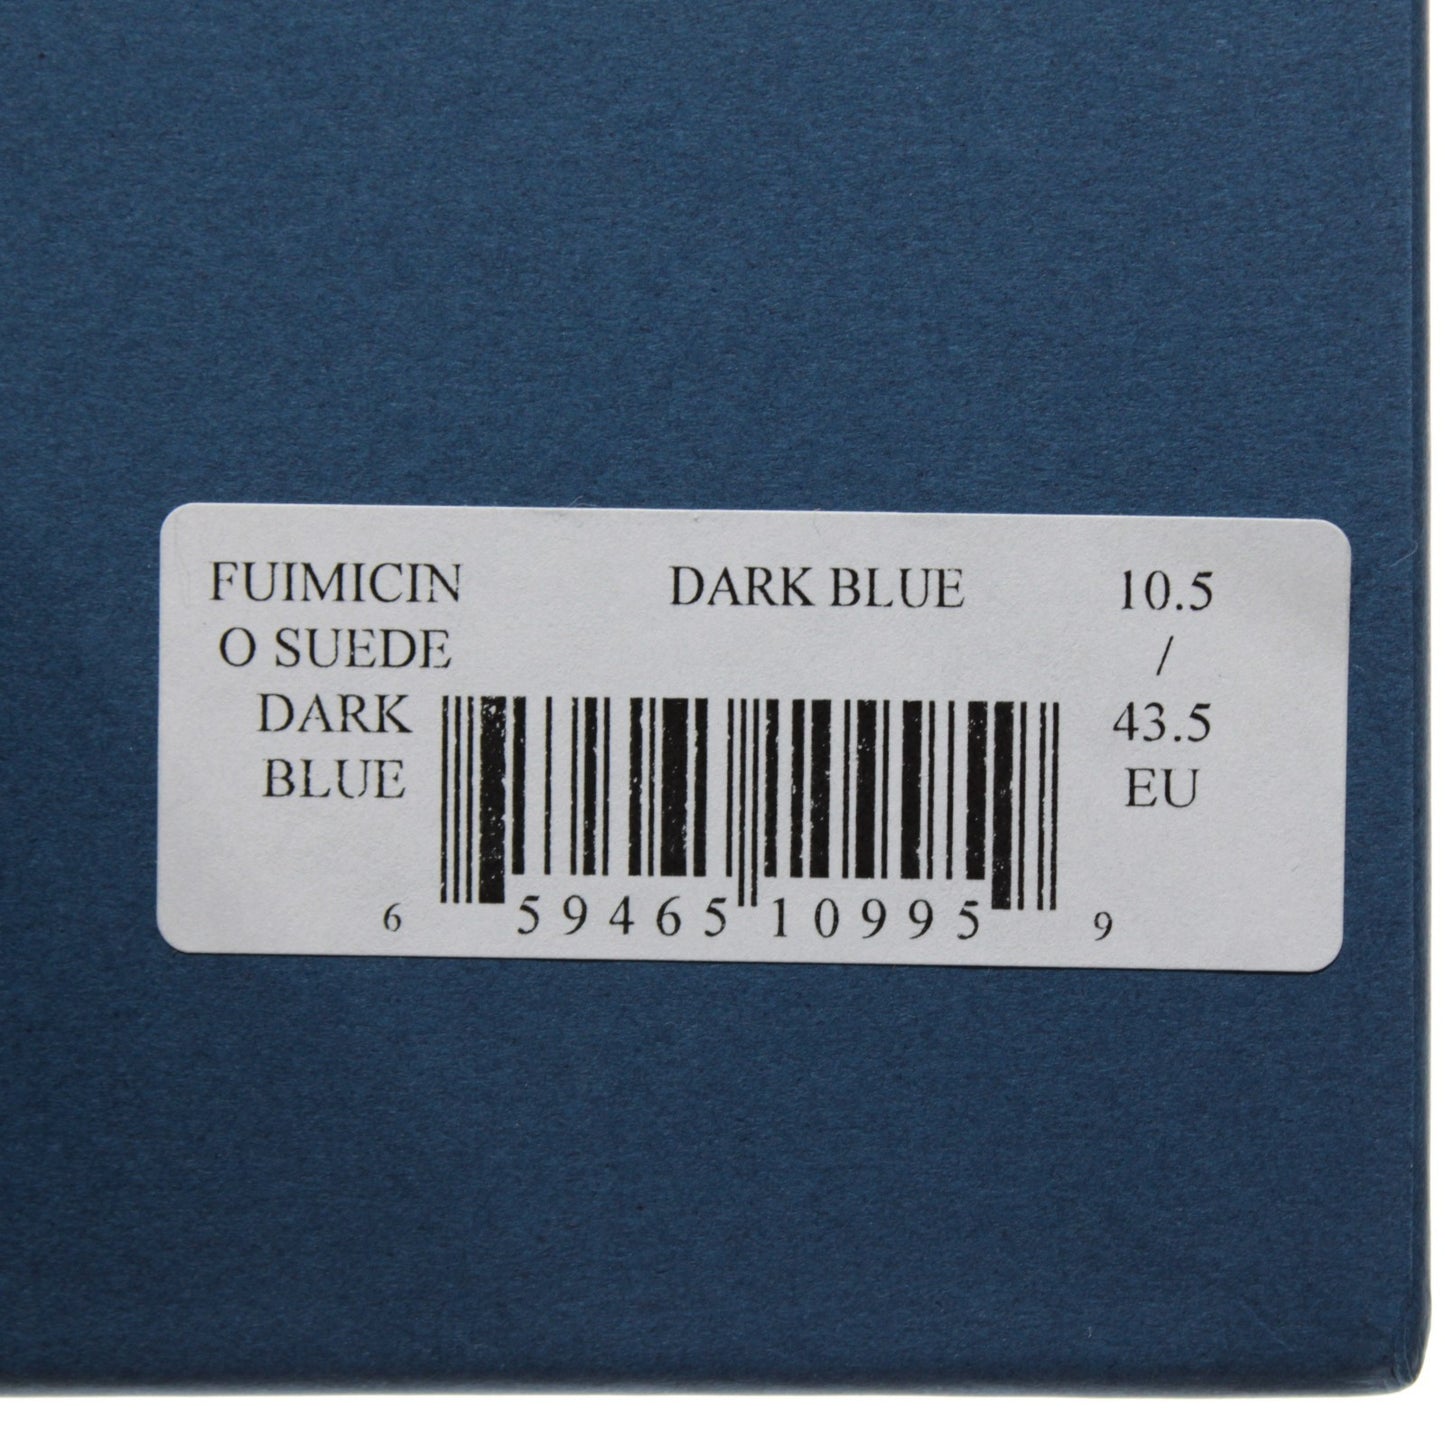 FUIMICIN
O SUEDE
DARK
BLUE
DARK BLUE
10.5
/
43.5
EU
6 59465 10995 9